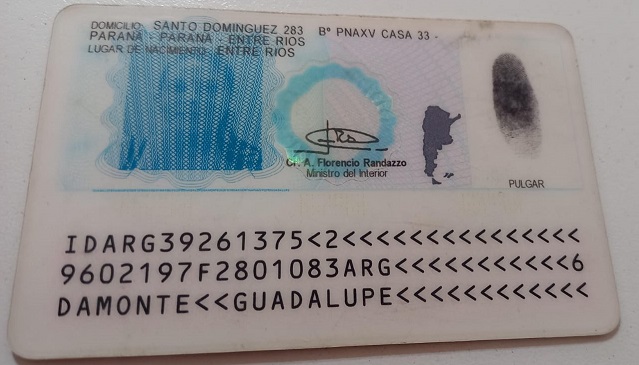 DOMICILIO: SANTO DOMINGUEZ 283 Bº PNAXV CASA 33 -
PARANA - PARANA - ENTRE RIOS
LUGAR DE NACIMIENTO: ENTRE RIOS
A. Florencio Randazzo
Ministro del Interior
PULGAR
IDARG39261375<2<<<<<<<<<<<<<<<
9602197F2801083ARG<<<<<<<<<<<6
DAMONTE<<GUADALUPE<<<<<<<<<<<<